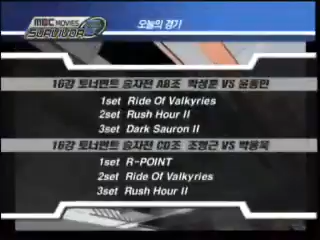 MBC MOVIES
SURVIVOR
오늘의 경기
16강 토너먼트 승자전 AB조 박성훈 VS 윤종민
1set Ride Of Valkyries
2set Rush Hour II
3set Dark Sauron II
16강 토너먼트 승자전 CD조 조형근 VS 박종욱
1set R-POINT
2set Ride Of Valkyries
3set Rush Hour II